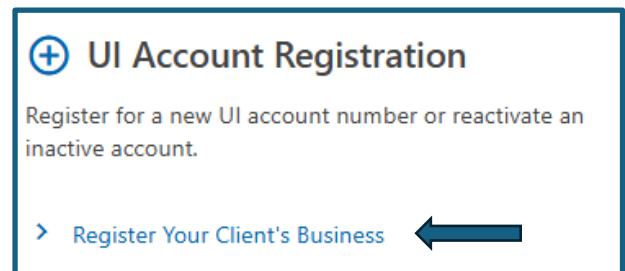 UI Account Registration
Register for a new UI account number or reactivate an
inactive account.
Register Your Client's Business